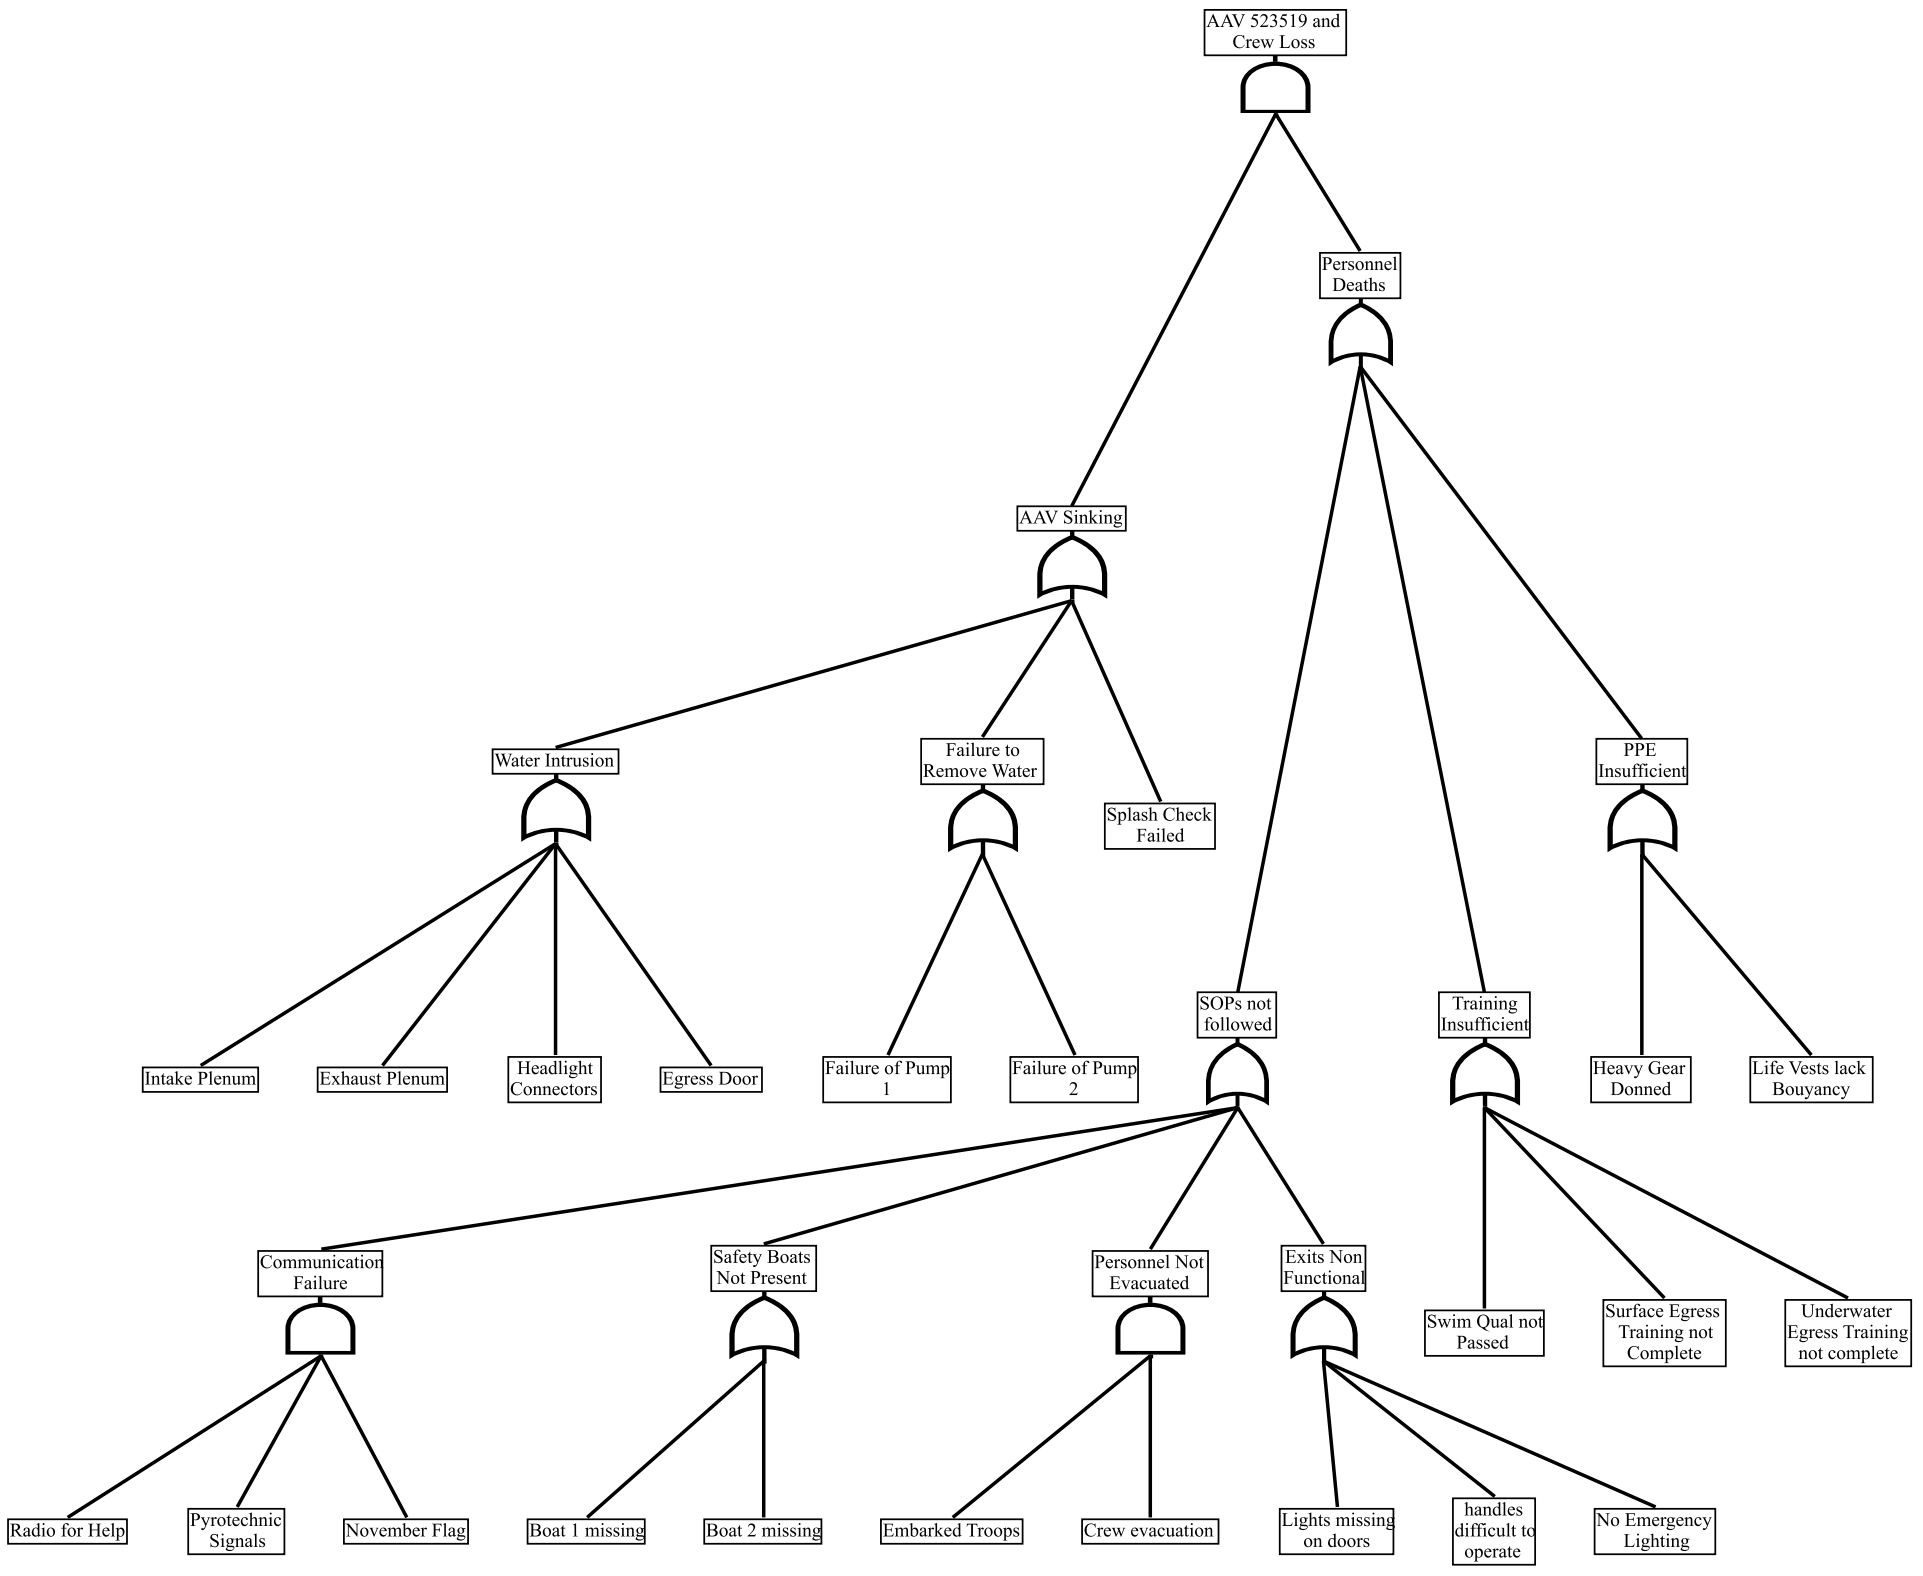 AAV 523519 and
Crew Loss
Personnel
Deaths
AAV Sinking
Water Intrusion
Failure to
Remove Water
PPE
Insufficient
Splash Check
Failed
SOPs not
followed
Training
Insufficient
Intake Plenum
Exhaust Plenum
Headlight
Connectors
Egress Door
Failure of Pump
1
Failure of Pump
2
Heavy Gear
Donned
Life Vests lack
Bouyancy
Communication
Failure
Safety Boats
Not Present
Personnel Not
Evacuated
Exits Non
Functional
Swim Qual not
Passed
Surface Egress
Training not
Complete
Underwater
Egress Training
not complete
Radio for Help
Pyrotechnic
Signals
November Flag
Boat 1 missing
Boat 2 missing
Embarked Troops
Crew evacuation
Lights missing
on doors
handles
difficult to
operate
No Emergency
Lighting